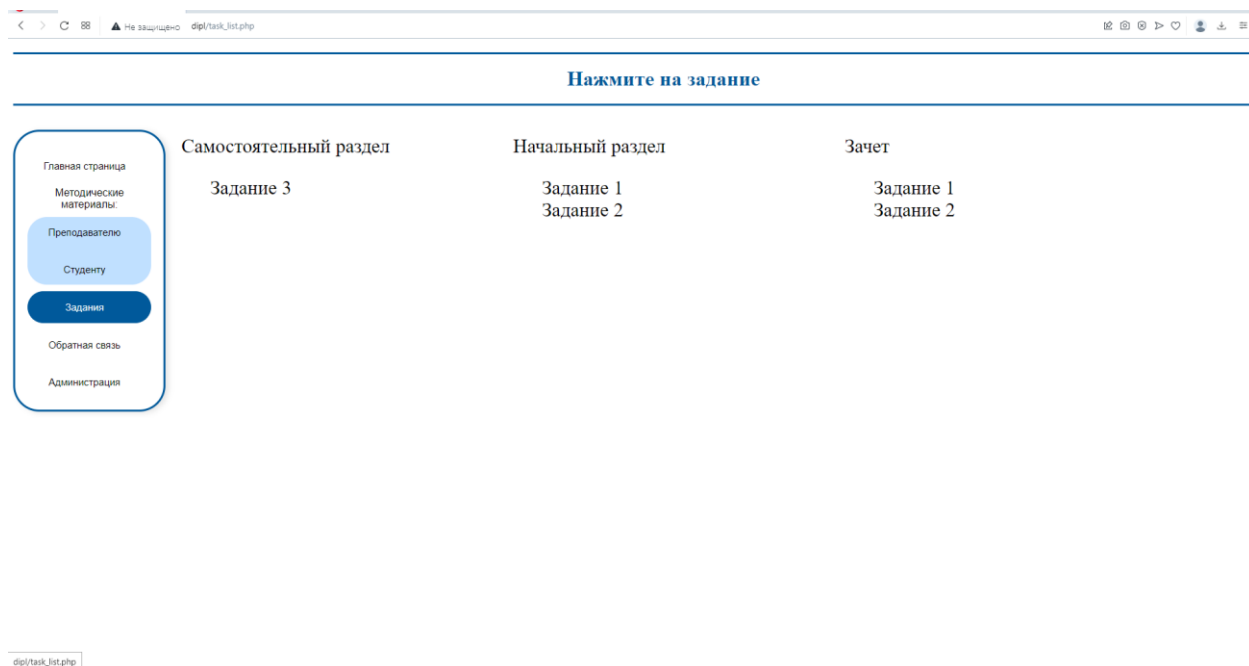 Не защищено dipl/task_list.php
Нажмите на задание
Главная страница
Методические
материалы:
Преподавателю
Студенту
Задания
Обратная связь
Администрация
Самостоятельный раздел
Задание 3
Начальный раздел
Задание 1
Задание 2
Зачет
Задание 1
Задание 2
dipl/task_list.php